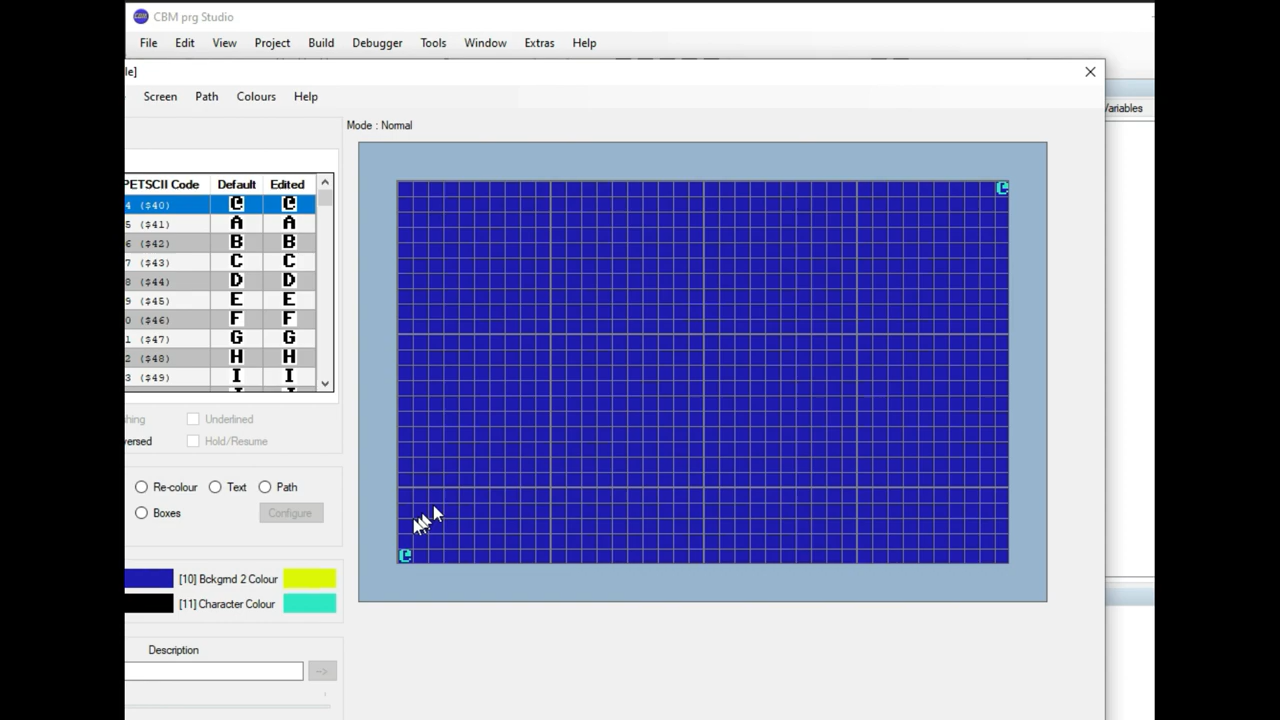 CBM prg Studio
File Edit View Project Build Debugger Tools Window Extras Help
le]
Screen Path Colours Help
Variables
Mode : Normal
PETSCII Code Default Edited
4 ($40) @ @
5 ($41) A A
6 ($42) B B
7 ($43) C C
8 ($44) D D
9 ($45) E E
0 ($46) F F
1 ($47) G G
2 ($48) H H
3 ($49) I I
hing Underlined
ersed Hold/Resume
Re-colour Text Path
Boxes Configure
[10] Bckgrnd 2 Colour
[11] Character Colour
Description
-->
@
@